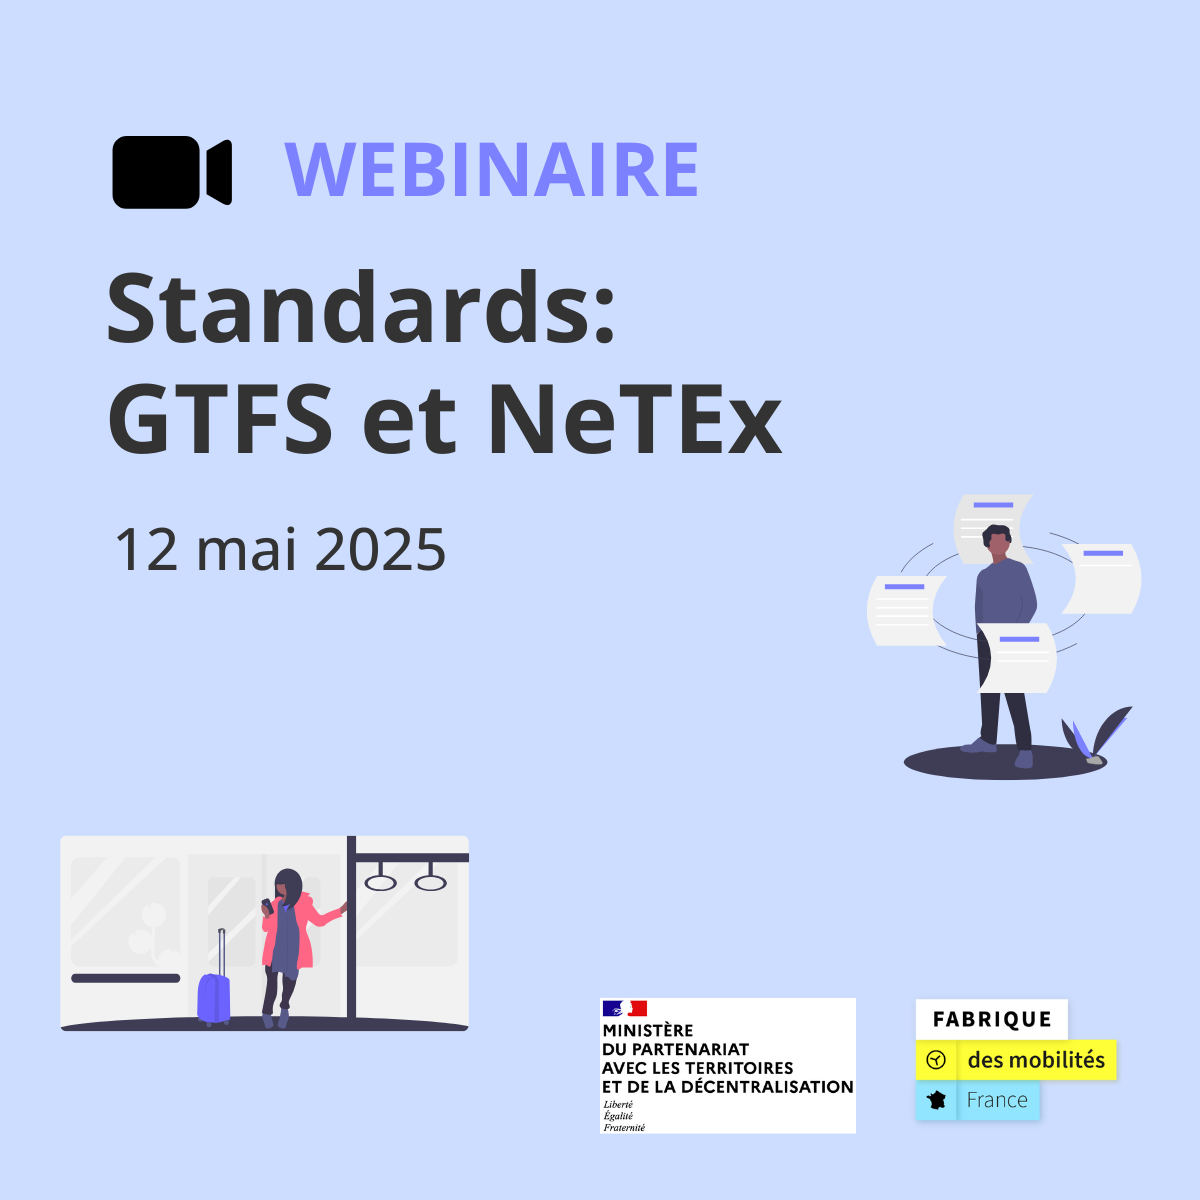 WEBINAIRE
Standards:
GTFS et NeTEx
12 mai 2025
MINISTÈRE
DU PARTENARIAT
AVEC LES TERRITOIRES
ET DE LA DÉCENTRALISATION
Liberté
Égalité
Fraternité
FABRIQUE
des mobilités
France